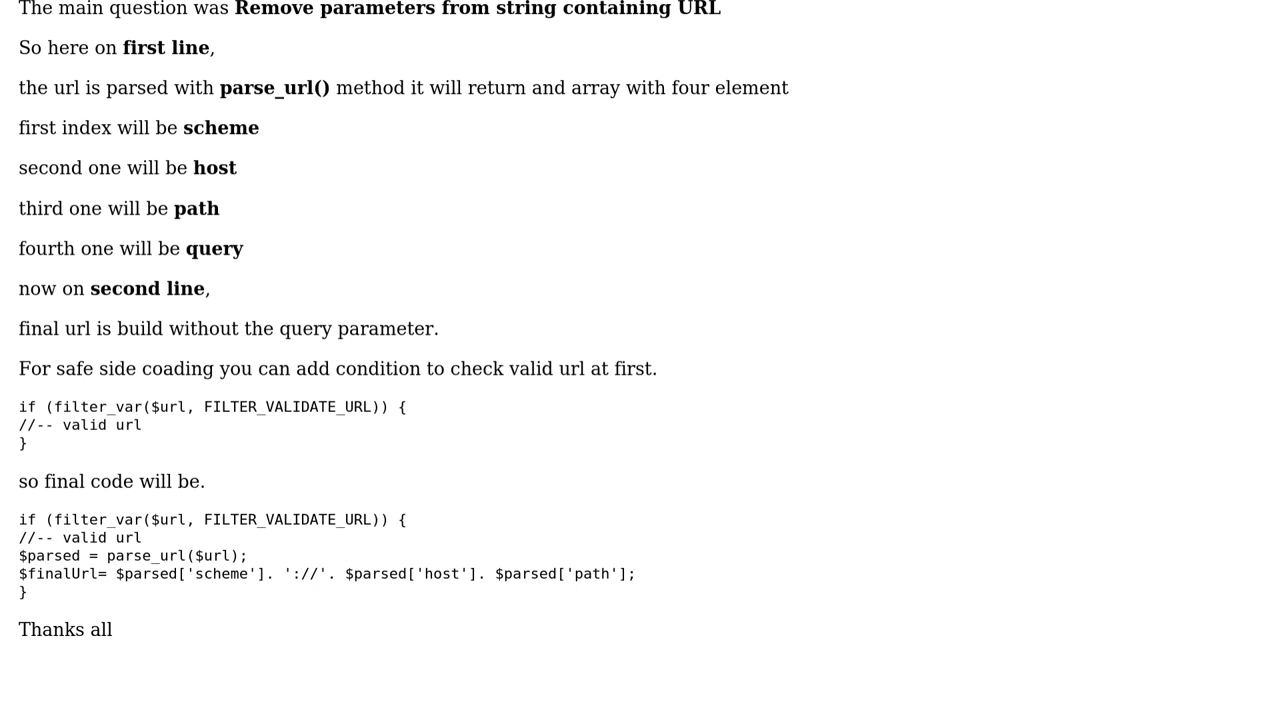 The main question was Remove parameters from string containing URL
So here on first line,
the url is parsed with parse_url() method it will return and array with four element
first index will be scheme
second one will be host
third one will be path
fourth one will be query
now on second line,
final url is build without the query parameter.
For safe side coading you can add condition to check valid url at first.
if (filter_var($url, FILTER_VALIDATE_URL)) {
//-- valid url
}
so final code will be.
if (filter_var($url, FILTER_VALIDATE_URL)) {
//-- valid url
$parsed = parse_url($url);
$finalUrl= $parsed['scheme']. '://'. $parsed['host']. $parsed['path'];
}
Thanks all